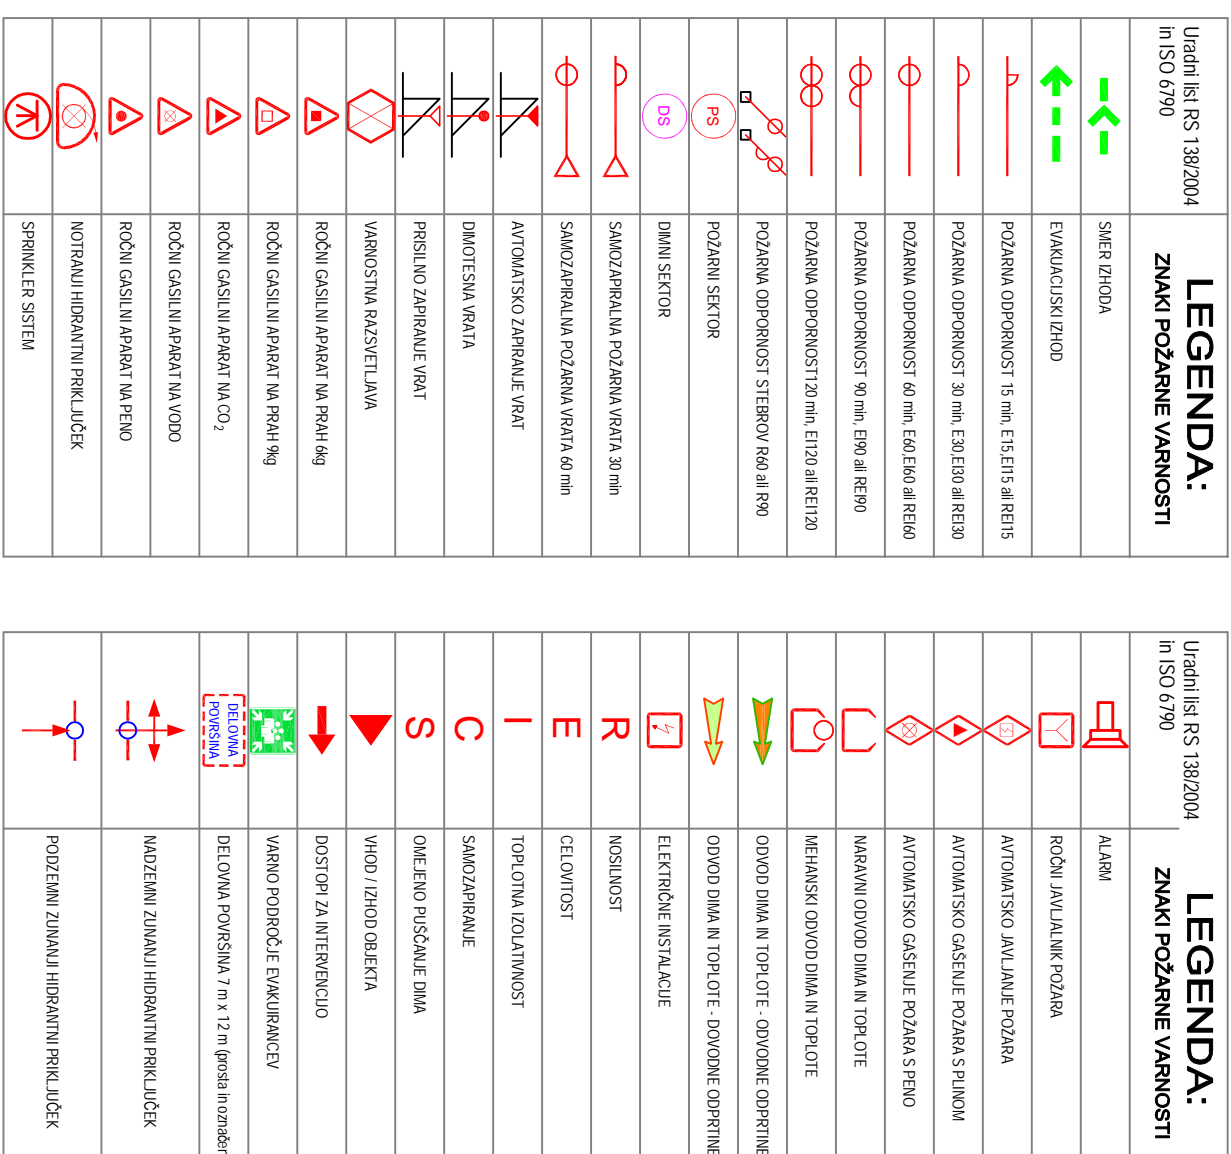 Uradni list RS 138/2004
in ISO 6790
LEGENDA:
ZNAKI POŽARNE VARNOSTI
SMER IZHODA
EVAKUACIJSKI IZHOD
POŽARNA ODPORNOST 15 min, E15,EI15 ali REI15
POŽARNA ODPORNOST 30 min, E30,EI30 ali REI30
POŽARNA ODPORNOST 60 min, E60,EI60 ali REI60
POŽARNA ODPORNOST 90 min, EI90 ali REI90
POŽARNA ODPORNOST120 min, EI120 ali REI120
POŽARNA ODPORNOST STEBROV R60 ali R90
PS
POŽARNI SEKTOR
DS
DIMNI SEKTOR
SAMOZAPIRALNA POŽARNA VRATA 30 min
SAMOZAPIRALNA POŽARNA VRATA 60 min
AVTOMATSKO ZAPIRANJE VRAT
DIMOTESNA VRATA
PRISILNO ZAPIRANJE VRAT
VARNOSTNA RAZSVETLJAVA
ROČNI GASILNI APARAT NA PRAH 6kg
ROČNI GASILNI APARAT NA PRAH 9kg
ROČNI GASILNI APARAT NA CO2
ROČNI GASILNI APARAT NA VODO
ROČNI GASILNI APARAT NA PENO
NOTRANJI HIDRANTNI PRIKLJUČEK
SPRINKLER SISTEM
Uradni list RS 138/2004
in ISO 6790
LEGENDA:
ZNAKI POŽARNE VARNOSTI
ALARM
ROČNI JAVLJALNIK POŽARA
S
AVTOMATSKO JAVLJANJE POŽARA
AVTOMATSKO GAŠENJE POŽARA S PLINOM
AVTOMATSKO GAŠENJE POŽARA S PENO
NARAVNI ODVOD DIMA IN TOPLOTE
MEHANSKI ODVOD DIMA IN TOPLOTE
ODVOD DIMA IN TOPLOTE - ODVODNE ODPRTINE
ODVOD DIMA IN TOPLOTE - DOVODNE ODPRTINE
ELEKTRIČNE INSTALACIJE
R
NOSILNOST
E
CELOVITOST
I
TOPLOTNA IZOLATIVNOST
C
SAMOZAPIRANJE
S
OMEJENO PUŠČANJE DIMA
VHOD / IZHOD OBJEKTA
DOSTOPI ZA INTERVENCIJO
VARNO PODROČJE EVAKUIRANCEV
DELOVNA
POVRŠINA
DELOVNA POVRŠINA 7 m x 12 m (prosta in označen
NADZEMNI ZUNANJI HIDRANTNI PRIKLJUČEK
PODZEMNI ZUNANJI HIDRANTNI PRIKLJUČEK